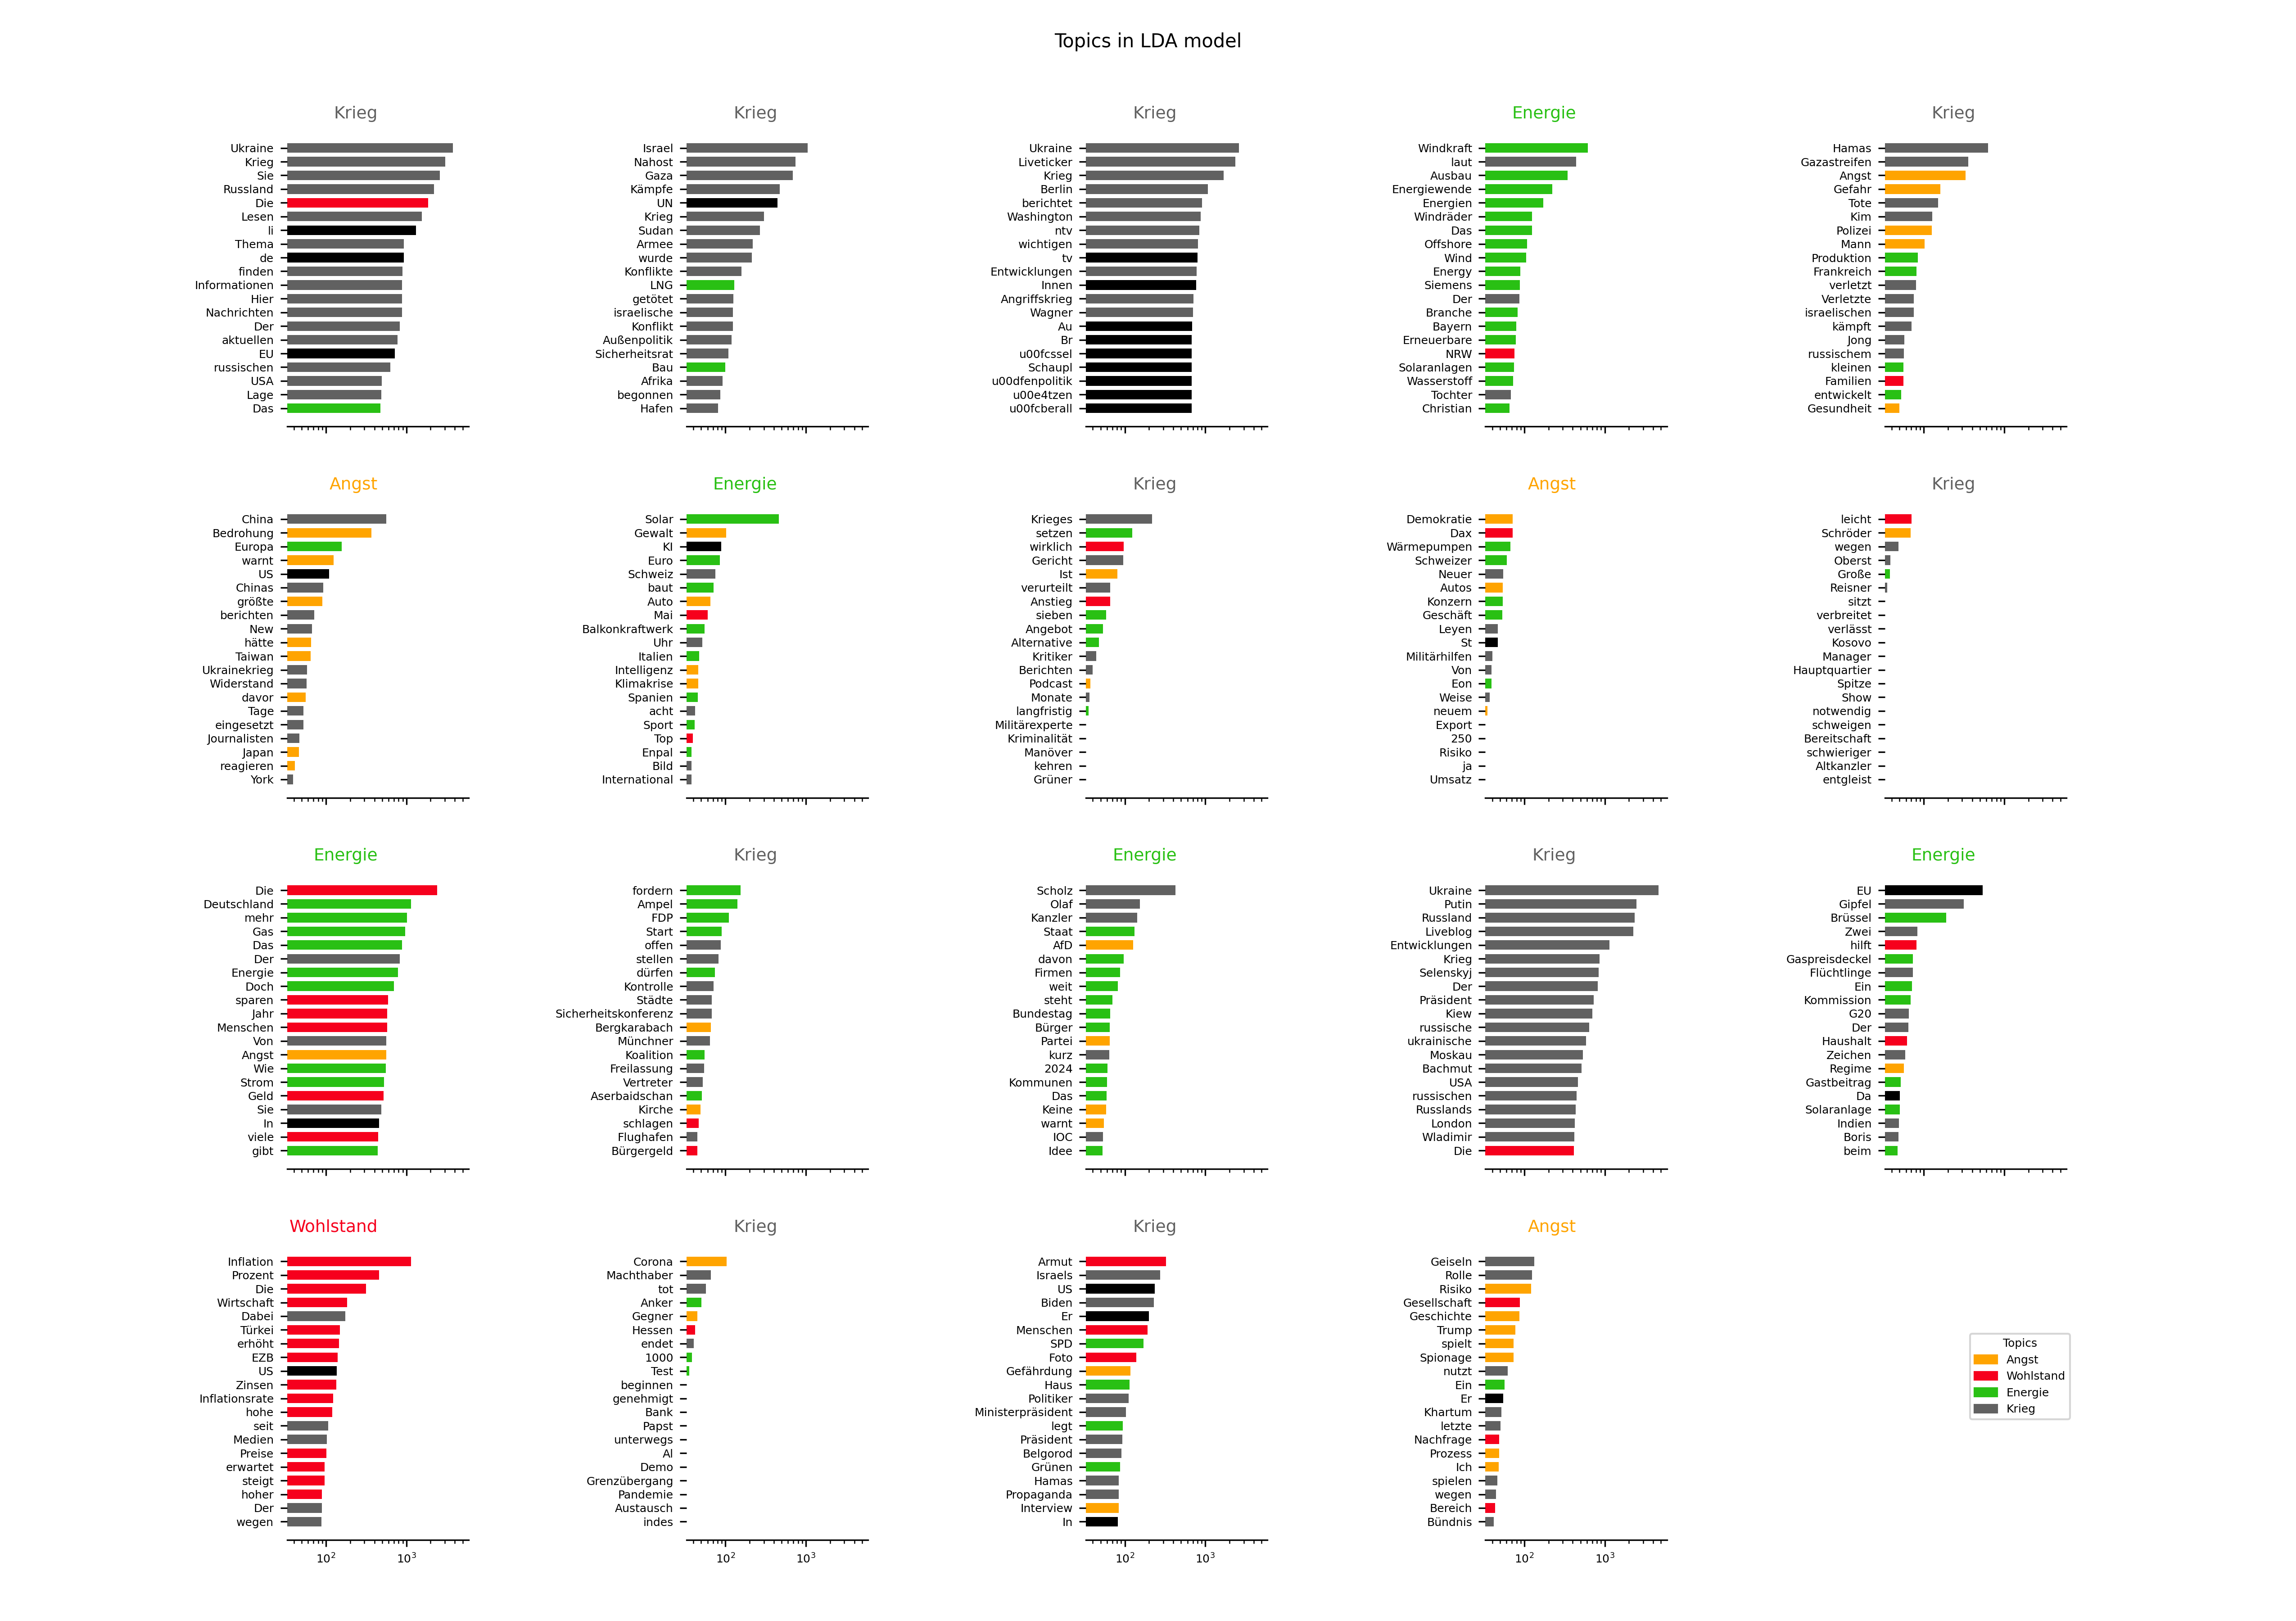 Topics in LDA model
Krieg
Ukraine
Krieg
Sie
Russland
Die
Lesen
li
Thema
de
finden
Informationen
Hier
Nachrichten
Der
aktuellen
EU
russischen
USA
Lage
Das
Krieg
Israel
Nahost
Gaza
Kämpfe
UN
Krieg
Sudan
Armee
wurde
Konflikte
LNG
getötet
israelische
Konflikt
Außenpolitik
Sicherheitsrat
Bau
Afrika
begonnen
Hafen
Krieg
Ukraine
Liveticker
Krieg
Berlin
berichtet
Washington
ntv
wichtigen
tv
Entwicklungen
Innen
Angriffskrieg
Wagner
Au
Br
u00fcssel
Schaupl
u00dfenpolitik
u00e4tzen
u00fcberall
Energie
Windkraft
laut
Ausbau
Energiewende
Energien
Windräder
Das
Offshore
Wind
Energy
Siemens
Der
Branche
Bayern
Erneuerbare
NRW
Solaranlagen
Wasserstoff
Tochter
Christian
Krieg
Hamas
Gazastreifen
Angst
Gefahr
Tote
Kim
Polizei
Mann
Produktion
Frankreich
verletzt
Verletzte
israelischen
kämpft
Jong
russischem
kleinen
Familien
entwickelt
Gesundheit
Angst
China
Bedrohung
Europa
warnt
US
Chinas
größte
berichten
New
hätte
Taiwan
Ukrainekrieg
Widerstand
davor
Tage
eingesetzt
Journalisten
Japan
reagieren
York
Energie
Solar
Gewalt
KI
Euro
Schweiz
baut
Auto
Mai
Balkonkraftwerk
Uhr
Italien
Intelligenz
Klimakrise
Spanien
acht
Sport
Top
Enpal
Bild
International
Krieg
Krieges
setzen
wirklich
Gericht
Ist
verurteilt
Anstieg
sieben
Angebot
Alternative
Kritiker
Berichten
Podcast
Monate
langfristig
Militärexperte
Kriminalität
Manöver
kehren
Grüner
Angst
Demokratie
Dax
Wärmepumpen
Schweizer
Neuer
Autos
Konzern
Geschäft
Leyen
St
Militärhilfen
Von
Eon
Weise
neuem
Export
250
Risiko
ja
Umsatz
Krieg
leicht
Schröder
wegen
Oberst
Große
Reisner
sitzt
verbreitet
verlässt
Kosovo
Manager
Hauptquartier
Spitze
Show
notwendig
schweigen
Bereitschaft
schwieriger
Altkanzler
entgleist
Energie
Die
Deutschland
mehr
Gas
Das
Der
Energie
Doch
sparen
Jahr
Menschen
Von
Angst
Wie
Strom
Geld
Sie
In
viele
gibt
Krieg
fordern
Ampel
FDP
Start
offen
stellen
dürfen
Kontrolle
Städte
Sicherheitskonferenz
Bergkarabach
Münchner
Koalition
Freilassung
Vertreter
Aserbaidschan
Kirche
schlagen
Flughafen
Bürgergeld
Energie
Scholz
Olaf
Kanzler
Staat
AfD
davon
Firmen
weit
steht
Bundestag
Bürger
Partei
kurz
2024
Kommunen
Das
Keine
warnt
IOC
Idee
Krieg
Ukraine
Putin
Russland
Liveblog
Entwicklungen
Krieg
Selenskyj
Der
Präsident
Kiew
russische
ukrainische
Moskau
Bachmut
USA
russischen
Russlands
London
Wladimir
Die
Energie
EU
Gipfel
Brüssel
Zwei
hilft
Gaspreisdeckel
Flüchtlinge
Ein
Kommission
G20
Der
Haushalt
Zeichen
Regime
Gastbeitrag
Da
Solaranlage
Indien
Boris
beim
Wohlstand
Inflation
Prozent
Die
Wirtschaft
Dabei
Türkei
erhöht
EZB
US
Zinsen
Inflationsrate
hohe
seit
Medien
Preise
erwartet
steigt
hoher
Der
wegen
10²
10³
Krieg
Corona
Machthaber
tot
Anker
Gegner
Hessen
endet
1000
Test
beginnen
genehmigt
Bank
Papst
unterwegs
AI
Demo
Grenzübergang
Pandemie
Austausch
indes
10²
10³
Krieg
Armut
Israels
US
Biden
Er
Menschen
SPD
Foto
Gefährdung
Haus
Politiker
Ministerpräsident
legt
Präsident
Belgorod
Grünen
Hamas
Propaganda
Interview
In
10²
10³
Angst
Geiseln
Rolle
Risiko
Gesellschaft
Geschichte
Trump
spielt
Spionage
nutzt
Ein
Er
Khartum
letzte
Nachfrage
Prozess
Ich
spielen
wegen
Bereich
Bündnis
10²
10³
Topics
Angst
Wohlstand
Energie
Krieg